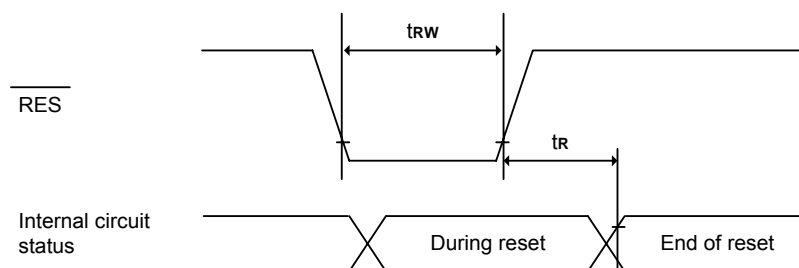 tRW
RES
tR
Internal circuit
status
During reset
End of reset